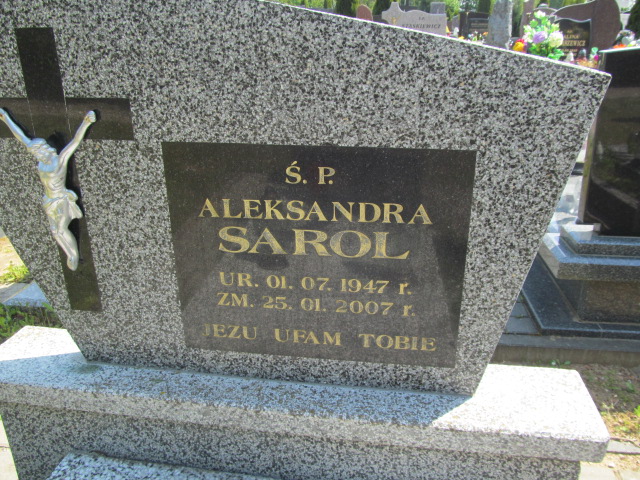 Ś. P.
ALEKSANDRA
SAROL
UR. 01. 07. 1947 r.
ZM. 25. 01. 2007 r.
JEZU UFAM TOBIE